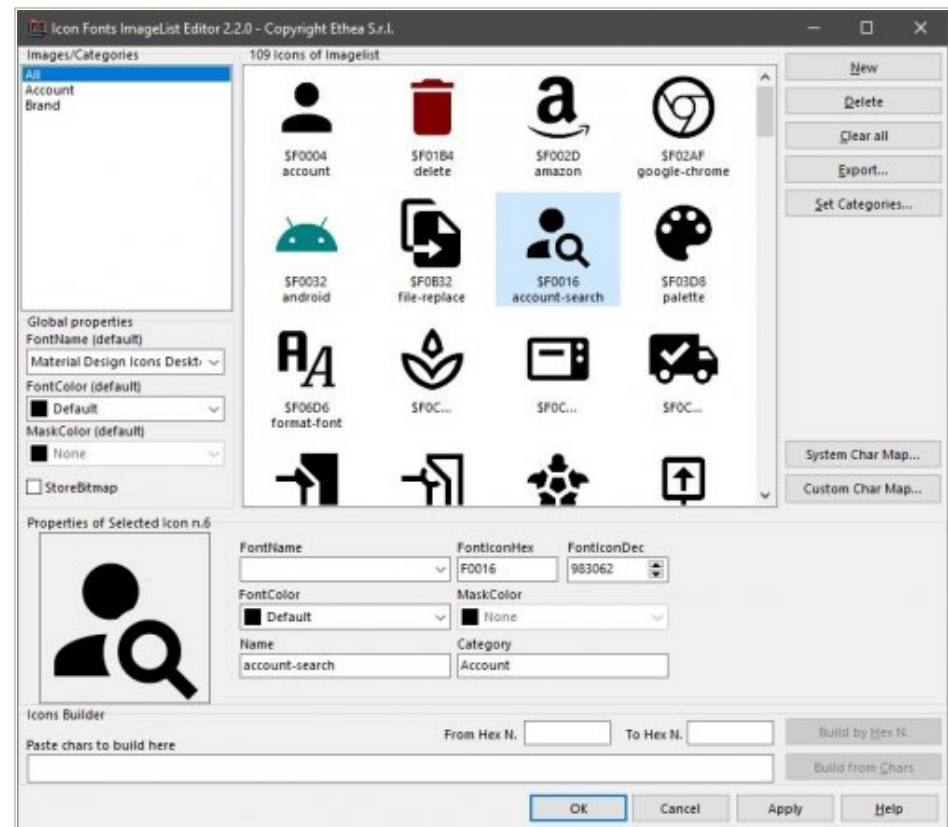 Icon Fonts ImageList Editor 2.2.0 - Copyright Ethea S.r.l.
Images/Categories
All
Account
Brand
109 Icons of Imagelist
$F0004
account
$F01B4
delete
$F002D
amazon
$F02AF
google-chrome
$F0032
android
$F0B32
file-replace
$F0016
account-search
$F03D8
palette
$F06D6
format-font
$F0C...
$F0C...
$F0C...
New
Delete
Clear all
Export...
Set Categories...
System Char Map...
Custom Char Map...
Global properties
FontName (default)
Material Design Icons Deskt
FontColor (default)
Default
MaskColor (default)
None
StoreBitmap
Properties of Selected Icon n.6
FontName
FontIconHex
FontIconDec
F0016
983062
FontColor
MaskColor
Default
None
Name
Category
account-search
Account
Icons Builder
From Hex N.
To Hex N.
Build by Hex N.
Paste chars to build here
Build from Chars
OK
Cancel
Apply
Help